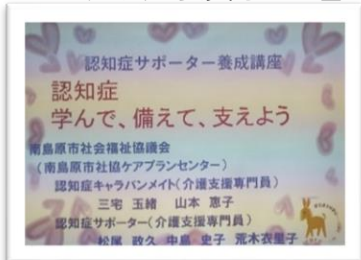 認知症サポーター養成講座
認知症
学んで、備えて、支えよう
南島原市社会福祉協議会
(南島原市社協ケアプランセンター)
認知症キャラバンメイト(介護支援専門員)
三宅 玉緒 山本 恵子
認知症サポーター(介護支援専門員)
松尾 政久 中島 史子 荒木衣里子